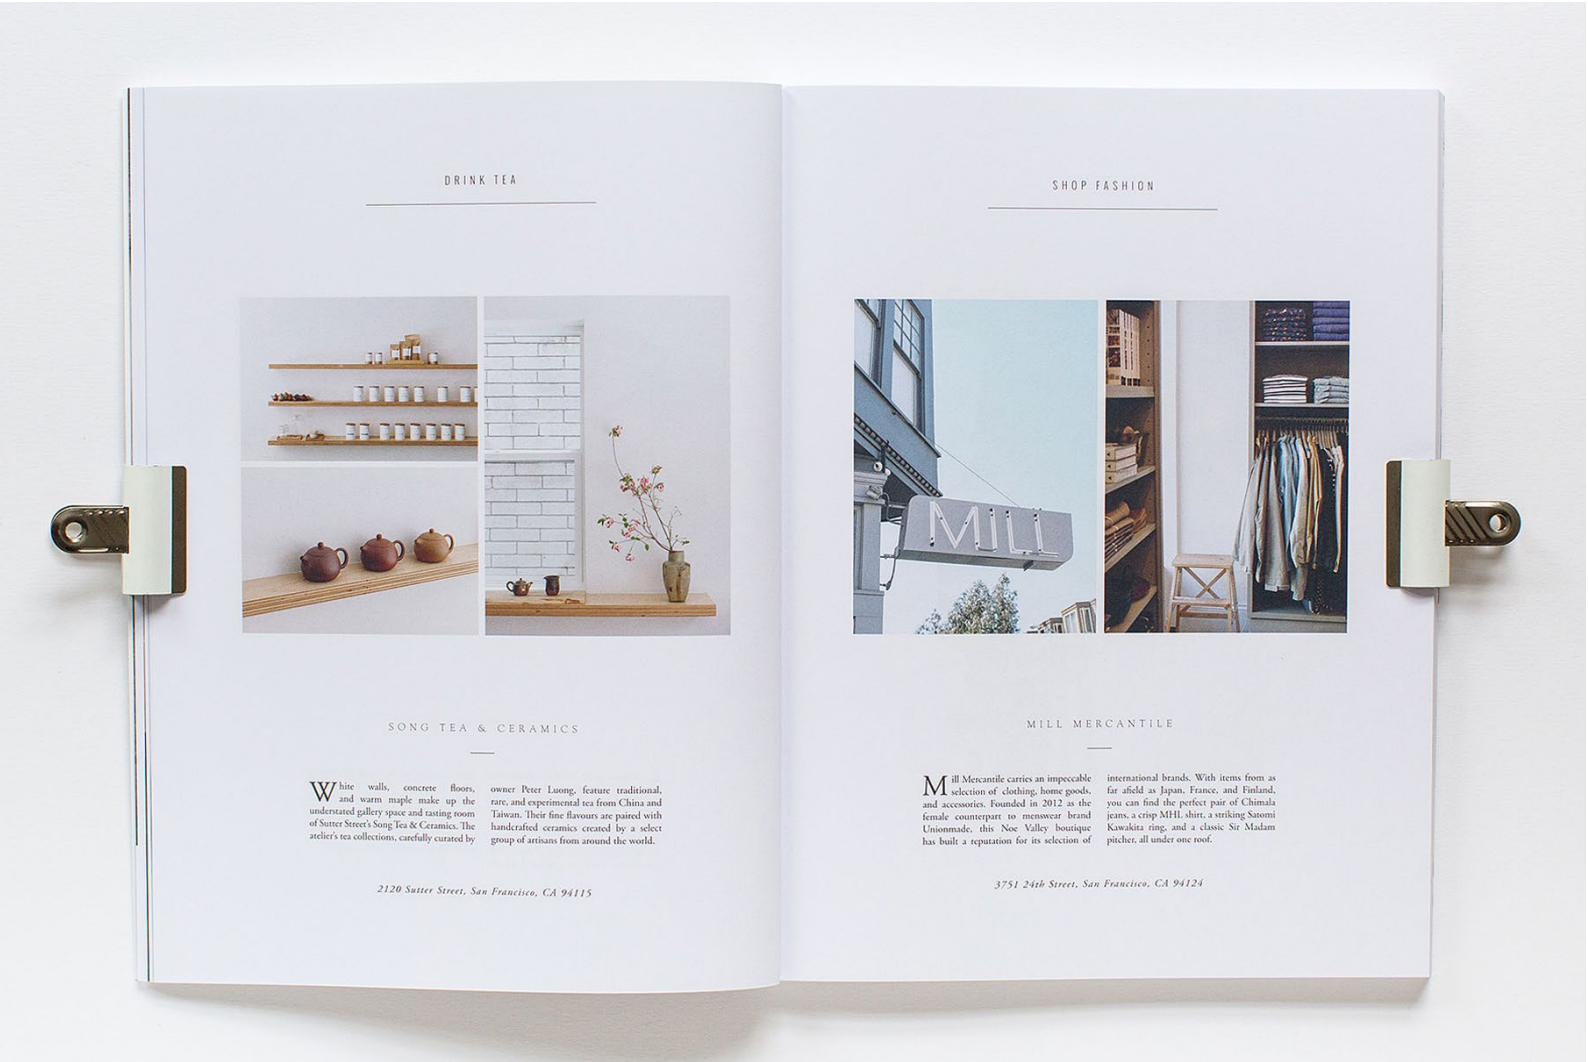 DRINK TEA
SONG TEA & CERAMICS
White walls, concrete floors,
and warm maple make up the
understated gallery space and tasting room
of Sutter Street's Song Tea & Ceramics. The
atelier's tea collections, carefully curated by
owner Peter Luong, feature traditional,
rare, and experimental tea from China and
Taiwan. Their fine flavours are paired with
handcrafted ceramics created by a select
group of artisans from around the world.
2120 Sutter Street, San Francisco, CA 94115
SHOP FASHION
MILL
MILL MERCANTILE
Mill Mercantile carries an impeccable
selection of clothing, home goods,
and accessories. Founded in 2012 as the
female counterpart to menswear brand
Unionmade, this Noe Valley boutique
has built a reputation for its selection of
international brands. With items from as
far afield as Japan, France, and Finland,
you can find the perfect pair of Chimala
jeans, a crisp MHL shirt, a striking Satomi
Kawakita ring, and a classic Sir Madam
pitcher, all under one roof.
3751 24th Street, San Francisco, CA 94124